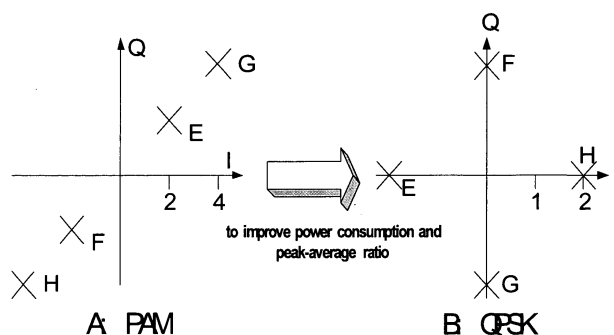 Q
G
E
I
2 4
F
H
A: PAM
to improve power consumption and
peak-average ratio
Q
F
H
E
1 2
G
B: QPSK